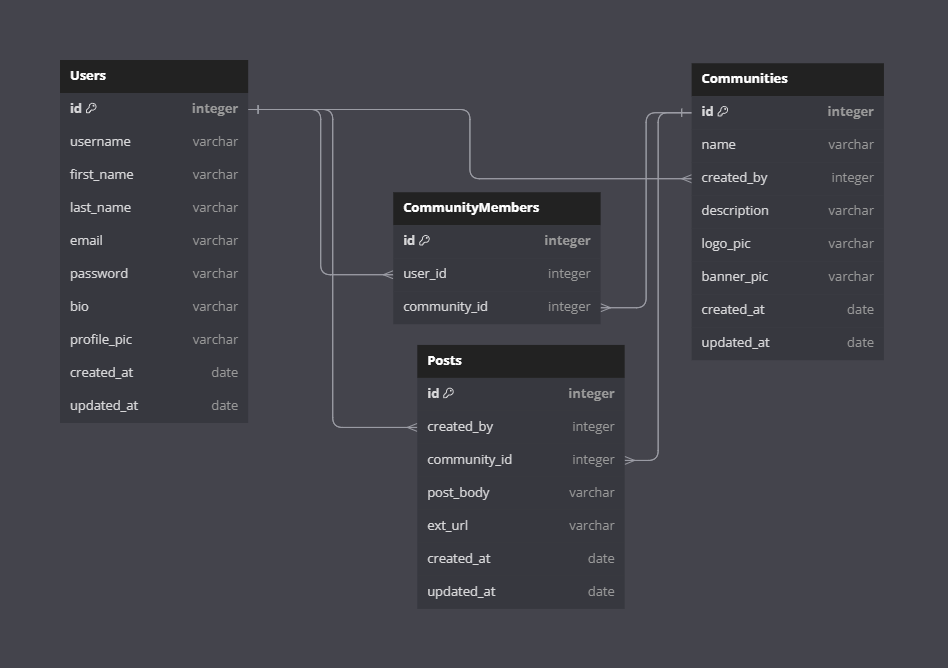 Users
id integer
username varchar
first_name varchar
last_name varchar
email varchar
password varchar
bio varchar
profile_pic varchar
created_at date
updated_at date
CommunityMembers
id integer
user_id integer
community_id integer
Posts
id integer
created_by integer
community_id integer
post_body varchar
ext_url varchar
created_at date
updated_at date
Communities
id integer
name varchar
created_by integer
description varchar
logo_pic varchar
banner_pic varchar
created_at date
updated_at date